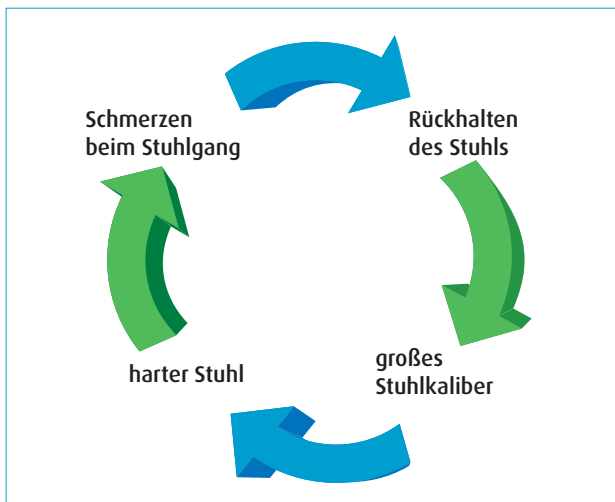 Schmerzen
beim Stuhlgang
Rückhalten
des Stuhls
großes
Stuhlkaliber
harter Stuhl